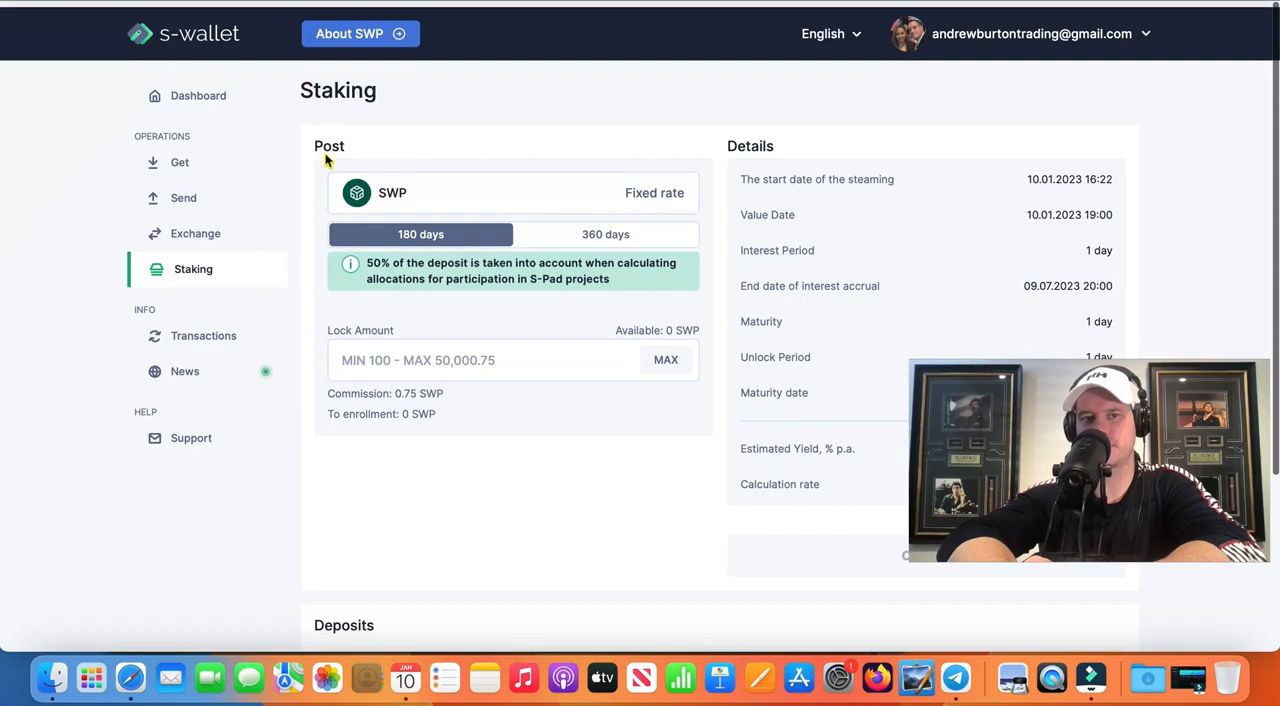 s-wallet
About SWP
English
andrewburtontrading@gmail.com
Dashboard
OPERATIONS
Get
Send
Exchange
Staking
INFO
Transactions
News
HELP
Support
Staking
Post
SWP
Fixed rate
180 days
360 days
50% of the deposit is taken into account when calculating
allocations for participation in S-Pad projects
Lock Amount
Available: 0 SWP
MIN 100 - MAX 50,000.75
MAX
Commission: 0.75 SWP
To enrollment: 0 SWP
Details
The start date of the steaming
10.01.2023 16:22
Value Date
10.01.2023 19:00
Interest Period
1 day
End date of interest accrual
09.07.2023 20:00
Maturity
1 day
Unlock Period
1 day
Maturity date
Estimated Yield, % p.a.
Calculation rate
Deposits
JAN
10
tv
1